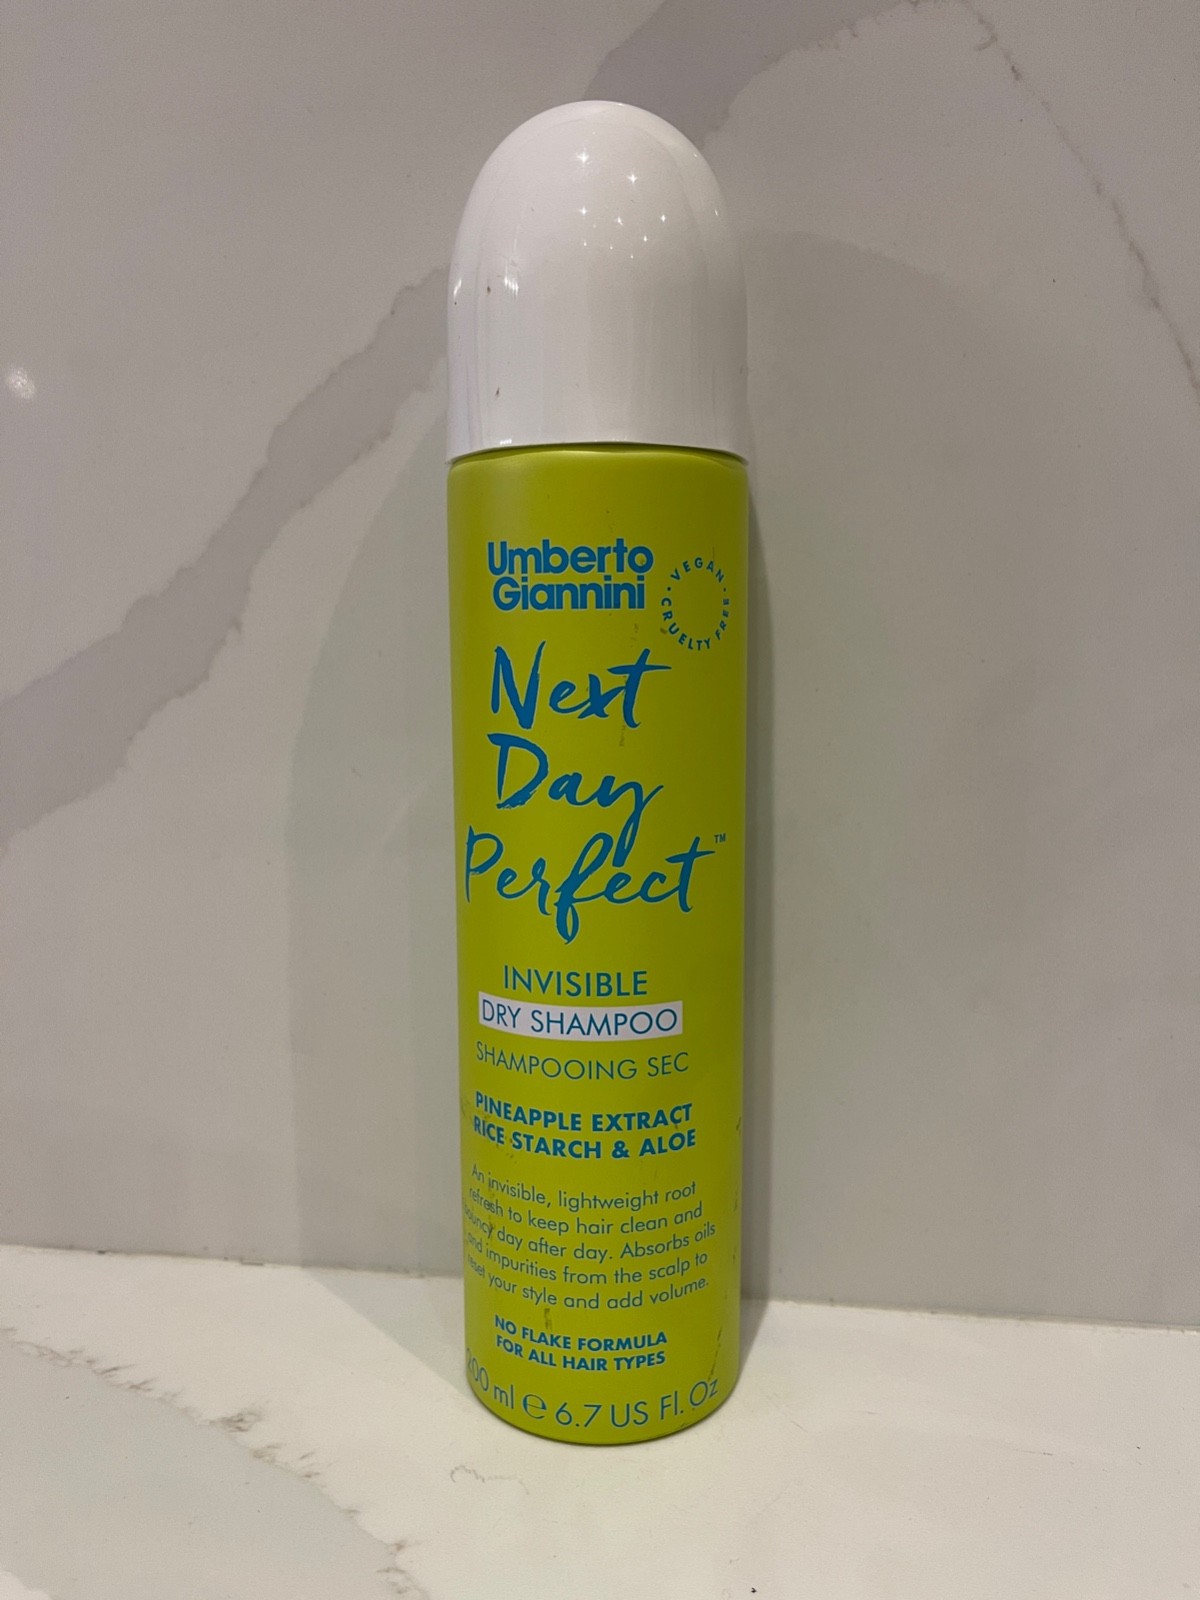 Umberto
Giannini
· VEGAN · CRUELTY FREE
Next
Day
Perfect™
INVISIBLE
DRY SHAMPOO
SHAMPOOING SEC
PINEAPPLE EXTRACT
RICE STARCH & ALOE
An invisible, lightweight root
refresh to keep hair clean and
bouncy day after day. Absorbs oils
and impurities from the scalp to
reset your style and add volume.
NO FLAKE FORMULA
FOR ALL HAIR TYPES
200 ml ℮ 6.7 US Fl. Oz